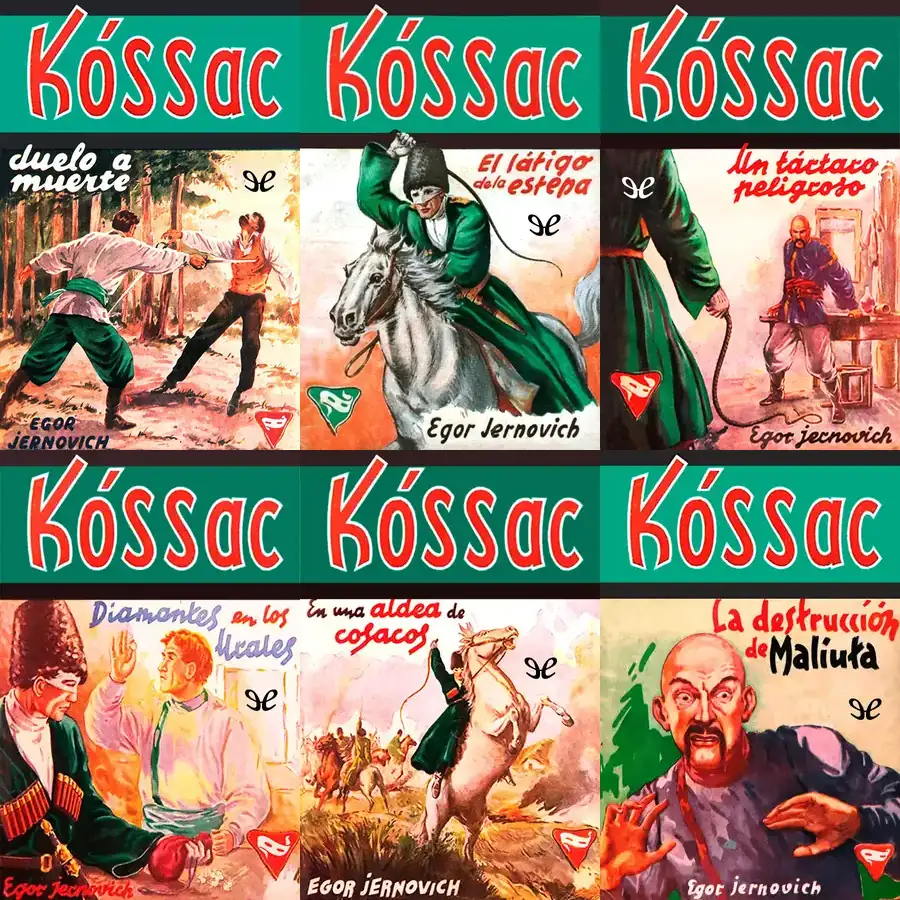 Kóssac
duelo a
muerte
EGOR
JERNOVICH
Kóssac
El látigo
de la estepa
Egor Jernovich
Kóssac
Un tártaro
peligroso
Egor jernovich
Kóssac
Diamantes en los
Urales
Egor Jernovich
Kóssac
En una aldea de
cosacos
EGOR JERNOVICH
Kóssac
La destrucción
de Maliuta
Egor jernovich